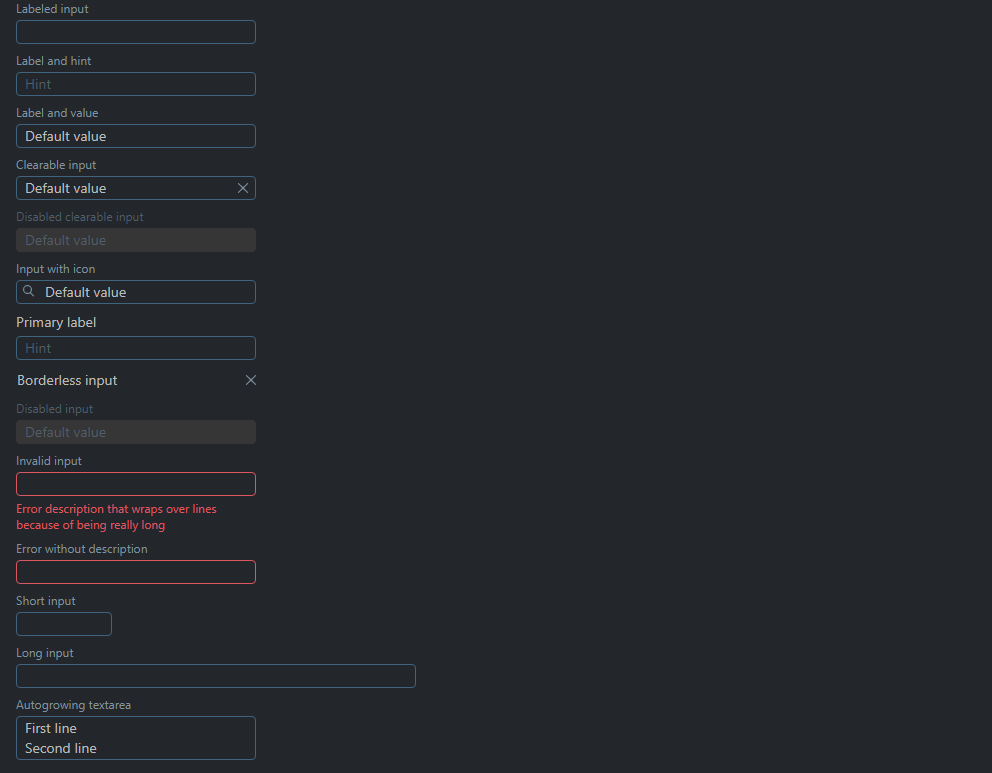 Labeled input
Label and hint
Hint
Label and value
Default value
Clearable input
Default value
Disabled clearable input
Default value
Input with icon
Default value
Primary label
Hint
Borderless input
Disabled input
Default value
Invalid input
Error description that wraps over lines
because of being really long
Error without description
Short input
Long input
Autogrowing textarea
First line
Second line